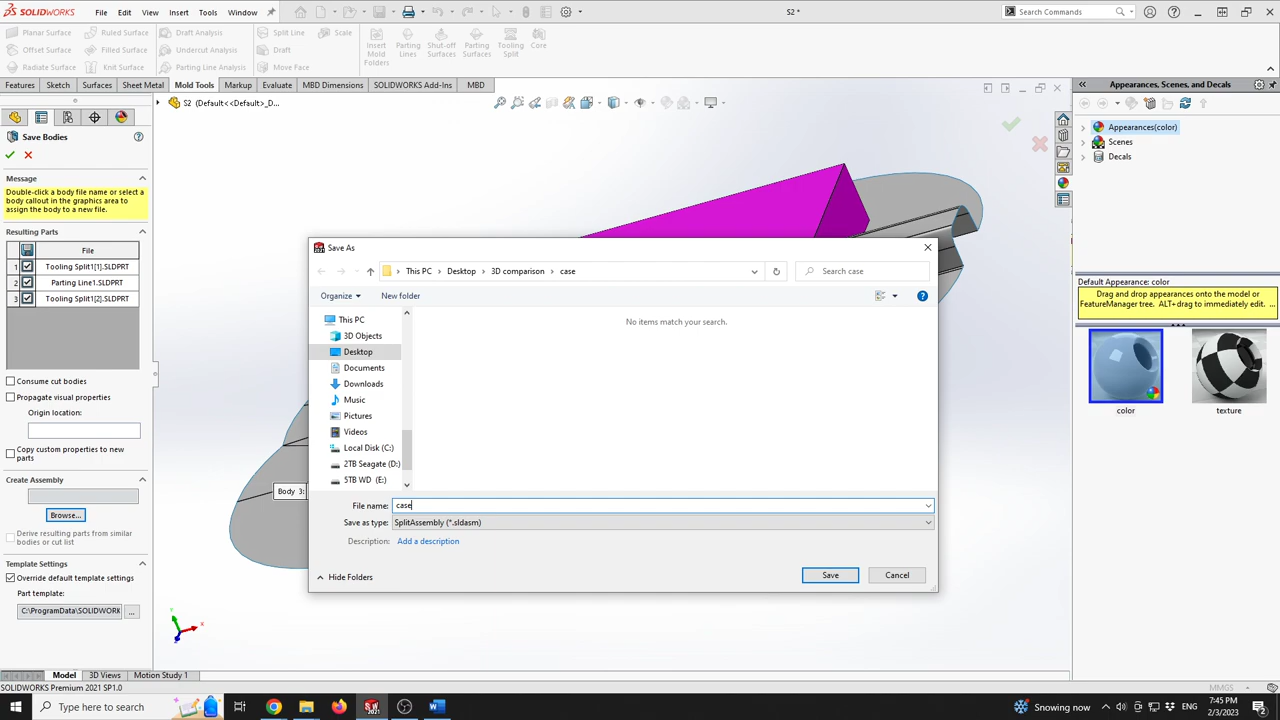 SOLIDWORKS File Edit View Insert Tools Window S2 * Search Commands
Planar Surface Ruled Surface Draft Analysis Split Line Scale
Offset Surface Filled Surface Undercut Analysis Draft
Radiate Surface Knit Surface Parting Line Analysis Move Face
Insert Mold Folders Parting Lines Shut-off Surfaces Parting Surfaces Tooling Split Core
Features Sketch Surfaces Sheet Metal Mold Tools Markup Evaluate MBD Dimensions SOLIDWORKS Add-Ins MBD
Appearances, Scenes, and Decals
S2 (Default<<Default>_D...
Save Bodies
Message
Double-click a body file name or select a
body callout in the graphics area to
assign the body to a new file.
Resulting Parts
File
1 Tooling Split1[1].SLDPRT
2 Parting Line1.SLDPRT
3 Tooling Split1[2].SLDPRT
Consume cut bodies
Propagate visual properties
Origin location:
Copy custom properties to new
parts
Create Assembly
Browse...
Derive resulting parts from similar
bodies or cut list
Template Settings
Override default template settings
Part template:
C:\ProgramData\SOLIDWORK ...
Body 3:
Save As
This PC Desktop 3D comparison case
Search case
Organize New folder
This PC
3D Objects
Desktop
Documents
Downloads
Music
Pictures
Videos
Local Disk (C:)
2TB Seagate (D:)
5TB WD (E:)
No items match your search.
File name: case
Save as type: SplitAssembly (*.sldasm)
Description: Add a description
Hide Folders
Save Cancel
Appearances(color)
Scenes
Decals
Default Appearance: color
Drag and drop appearances onto the model or
FeatureManager tree. ALT+drag to immediately edit. ...
color texture
Y X Z
Model 3D Views Motion Study 1
SOLIDWORKS Premium 2021 SP1.0 MMGS
Type here to search
Snowing now
7:45 PM
2/3/2023
2